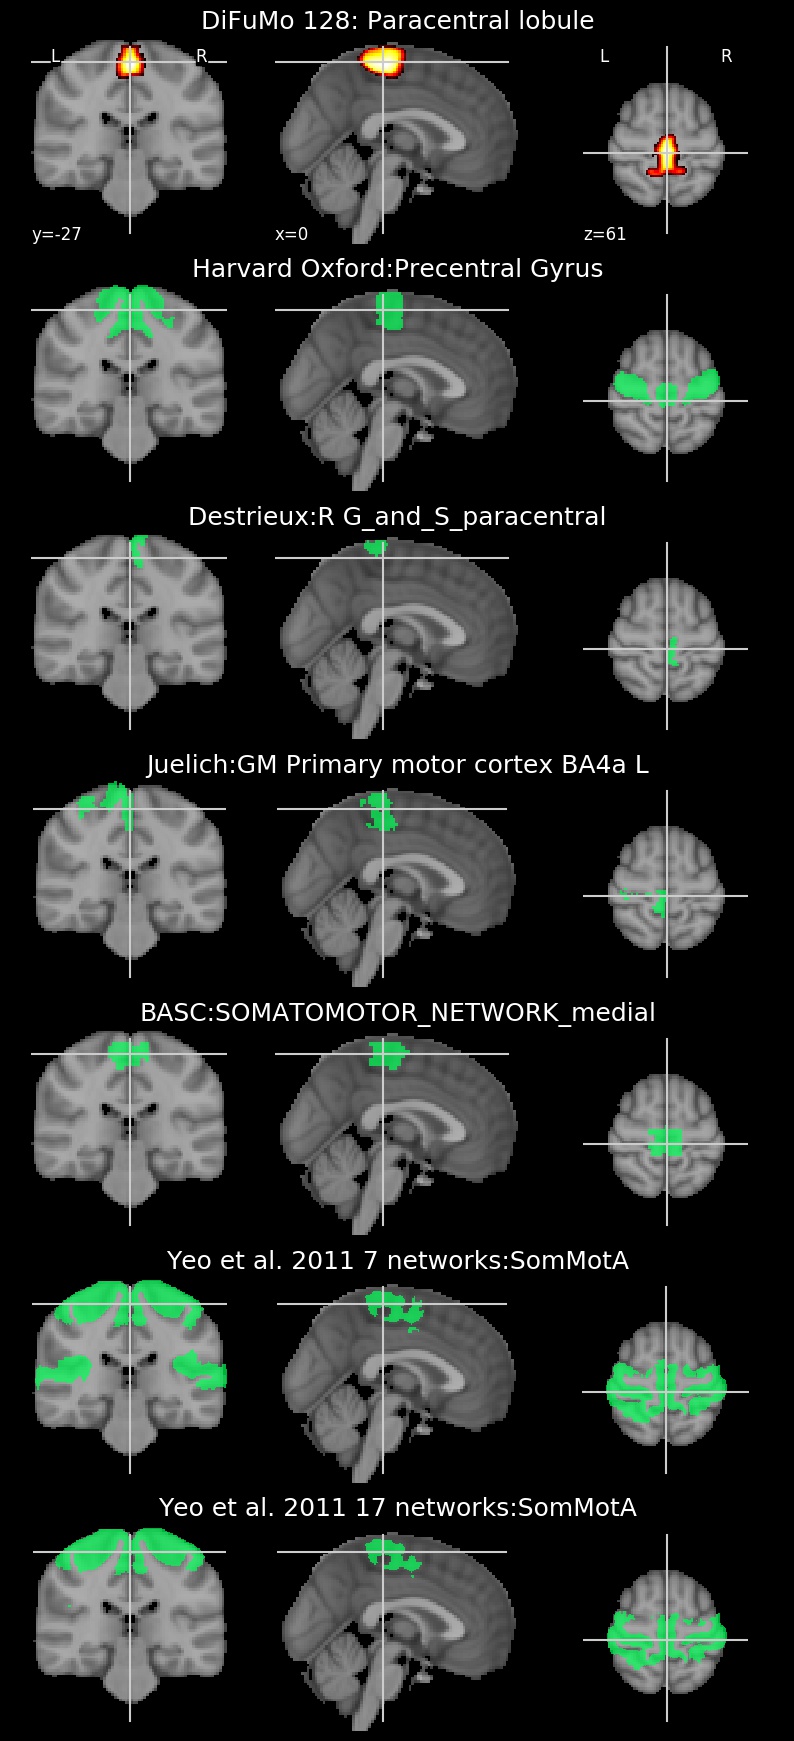 DiFuMo 128: Paracentral lobule
L R L R
y=-27 x=0 z=61
Harvard Oxford:Precentral Gyrus
Destrieux:R G_and_S_paracentral
Juelich:GM Primary motor cortex BA4a L
BASC:SOMATOMOTOR_NETWORK_medial
Yeo et al. 2011 7 networks:SomMotA
Yeo et al. 2011 17 networks:SomMotA